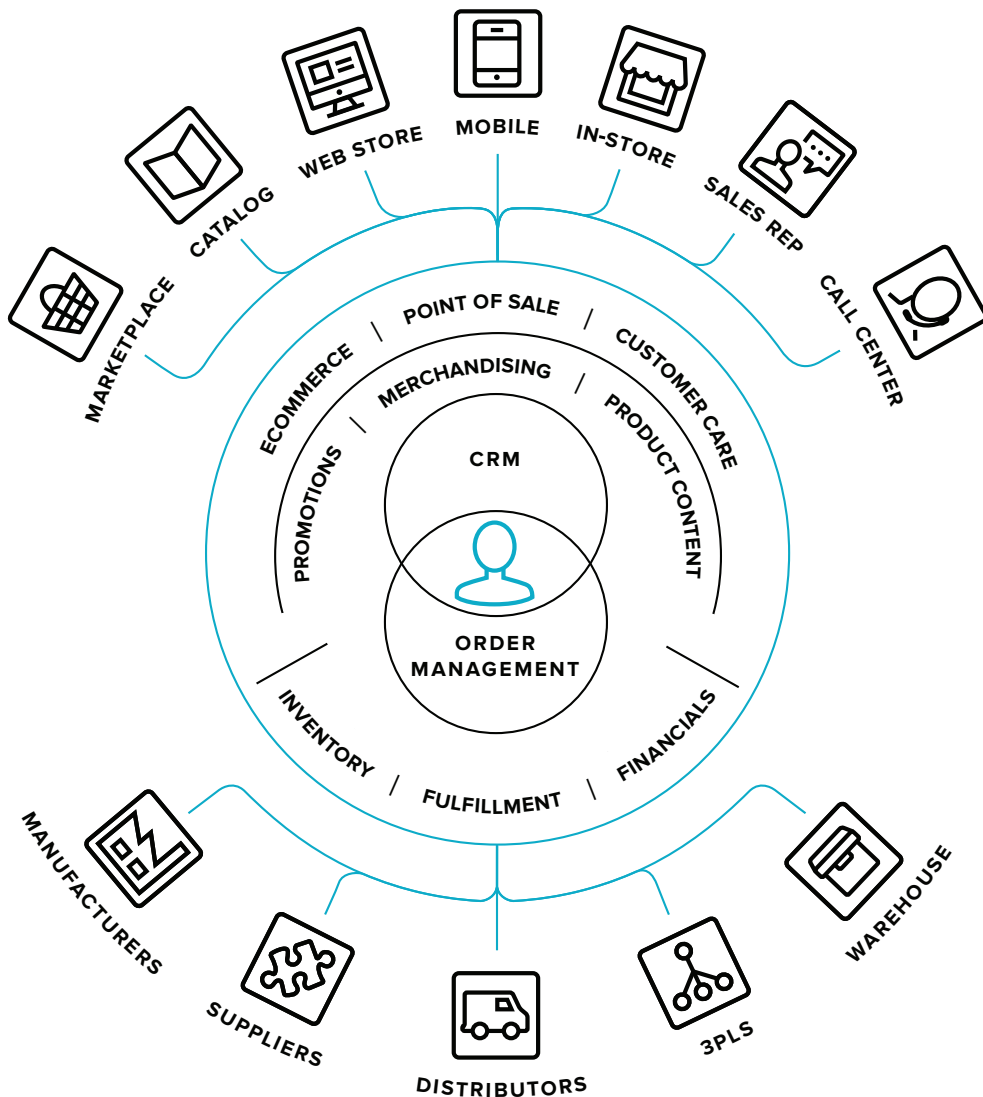 MARKETPLACE
CATALOG
WEB STORE
MOBILE
IN-STORE
SALES REP
CALL CENTER
ECOMMERCE
POINT OF SALE
CUSTOMER CARE
PROMOTIONS
MERCHANDISING
PRODUCT CONTENT
CRM
ORDER
MANAGEMENT
INVENTORY
FULFILLMENT
FINANCIALS
MANUFACTURERS
SUPPLIERS
DISTRIBUTORS
3PLS
WAREHOUSE